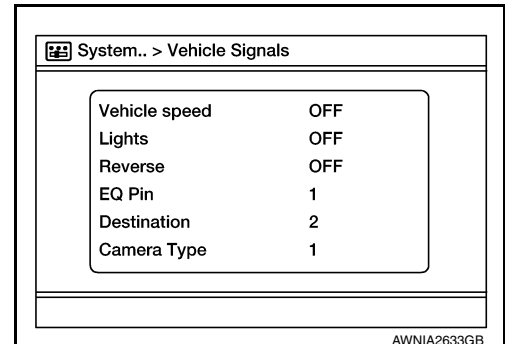 System.. > Vehicle Signals
Vehicle speed OFF
Lights OFF
Reverse OFF
EQ Pin 1
Destination 2
Camera Type 1
AWNIA2633GB